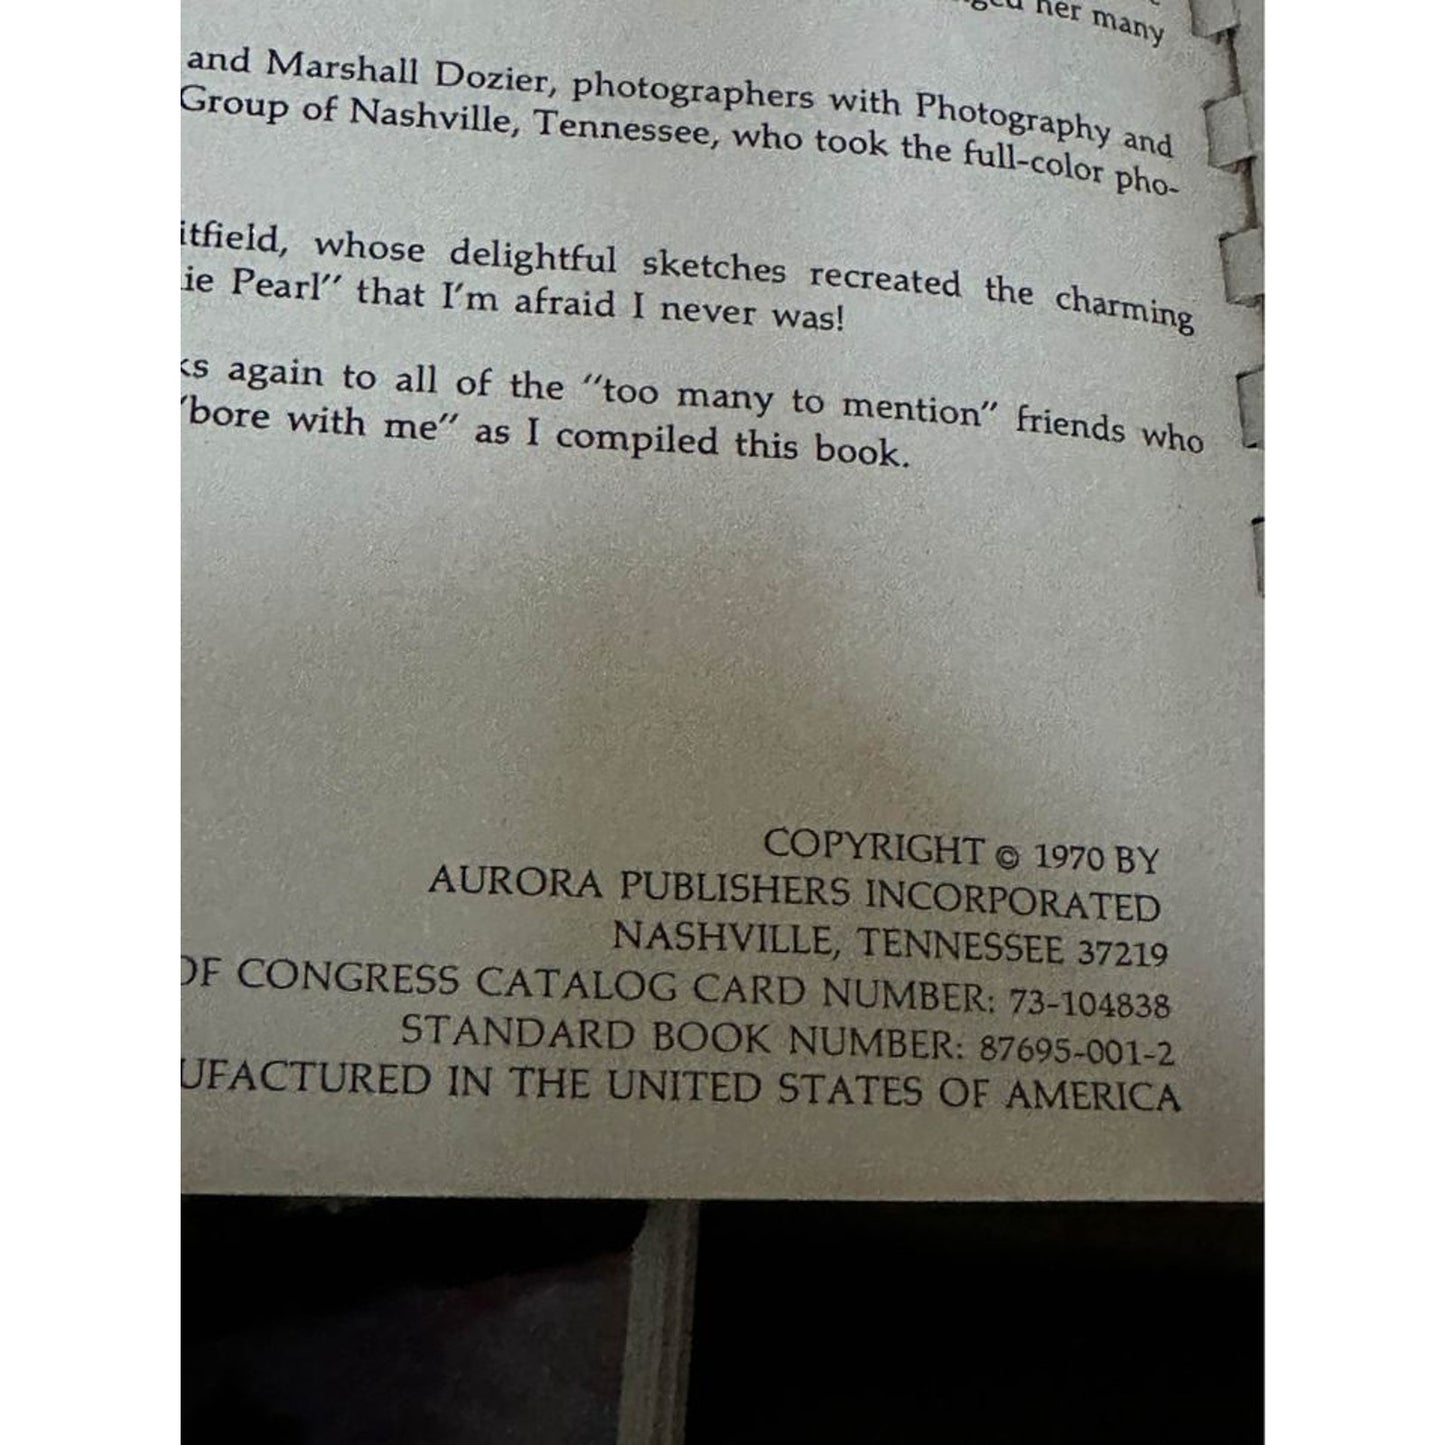 her many
and Marshall Dozier, photographers with Photography and
Group of Nashville, Tennessee, who took the full-color pho-
itfield, whose delightful sketches recreated the charming
ie Pearl" that I'm afraid I never was!
ks again to all of the "too many to mention" friends who
"bore with me" as I compiled this book.
COPYRIGHT © 1970 BY
AURORA PUBLISHERS INCORPORATED
NASHVILLE, TENNESSEE 37219
OF CONGRESS CATALOG CARD NUMBER: 73-104838
STANDARD BOOK NUMBER: 87695-001-2
UFACTURED IN THE UNITED STATES OF AMERICA